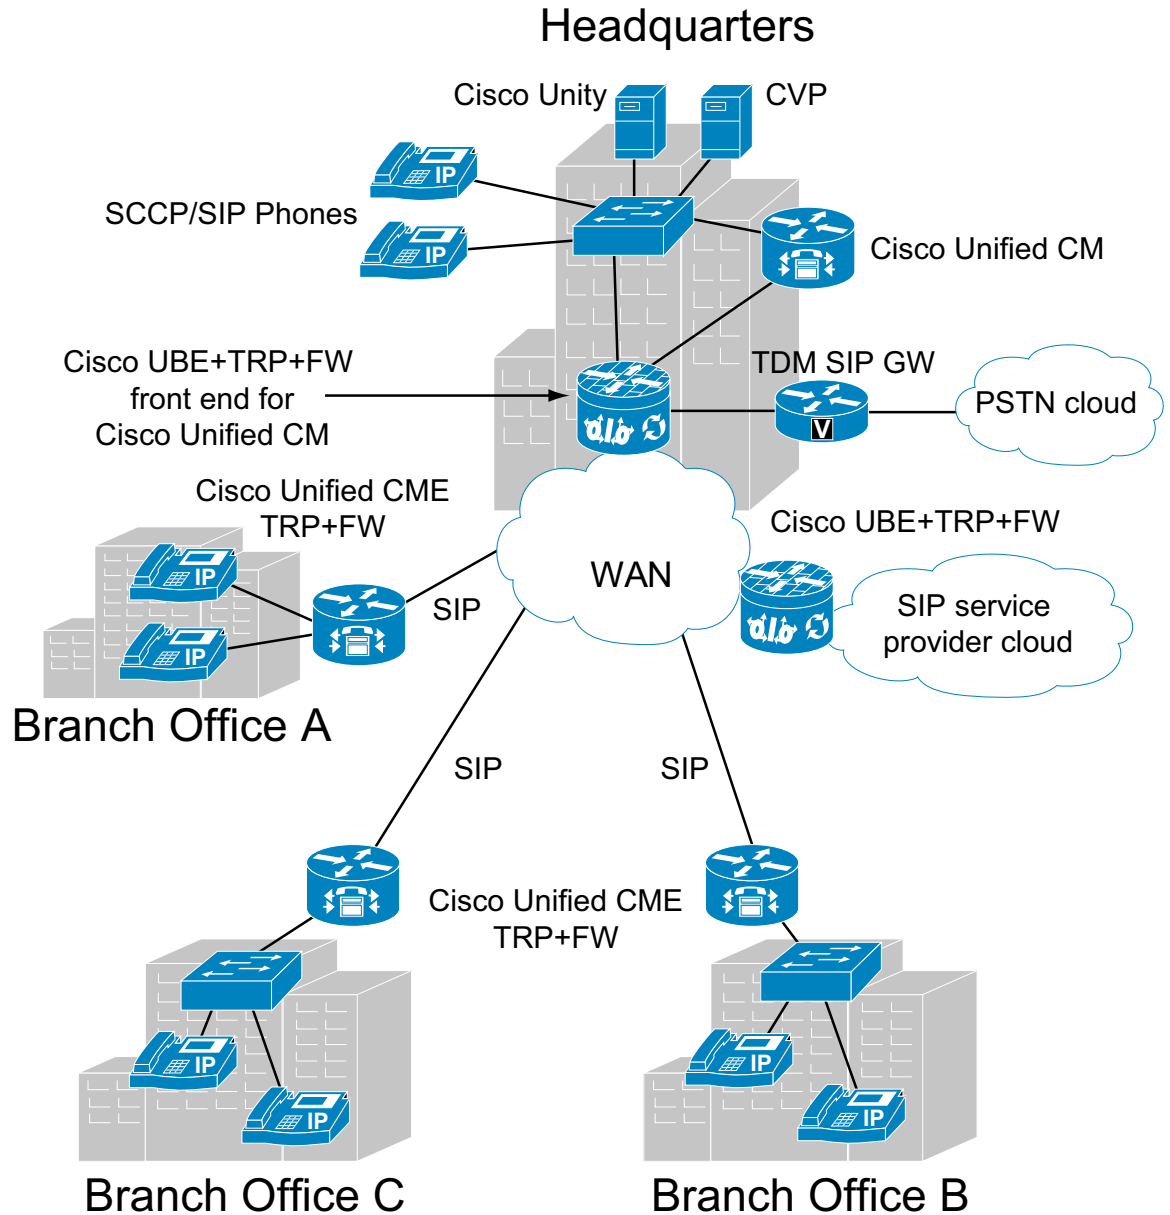 Headquarters
Cisco Unity
CVP
IP
SCCP/SIP Phones
IP
Cisco Unified CM
Cisco UBE+TRP+FW
front end for
Cisco Unified CM
TDM SIP GW
PSTN cloud
V
Cisco Unified CME
TRP+FW
Cisco UBE+TRP+FW
WAN
IP
SIP
SIP service
provider cloud
IP
Branch Office A
SIP
SIP
Cisco Unified CME
TRP+FW
IP
IP
IP
IP
Branch Office C
Branch Office B